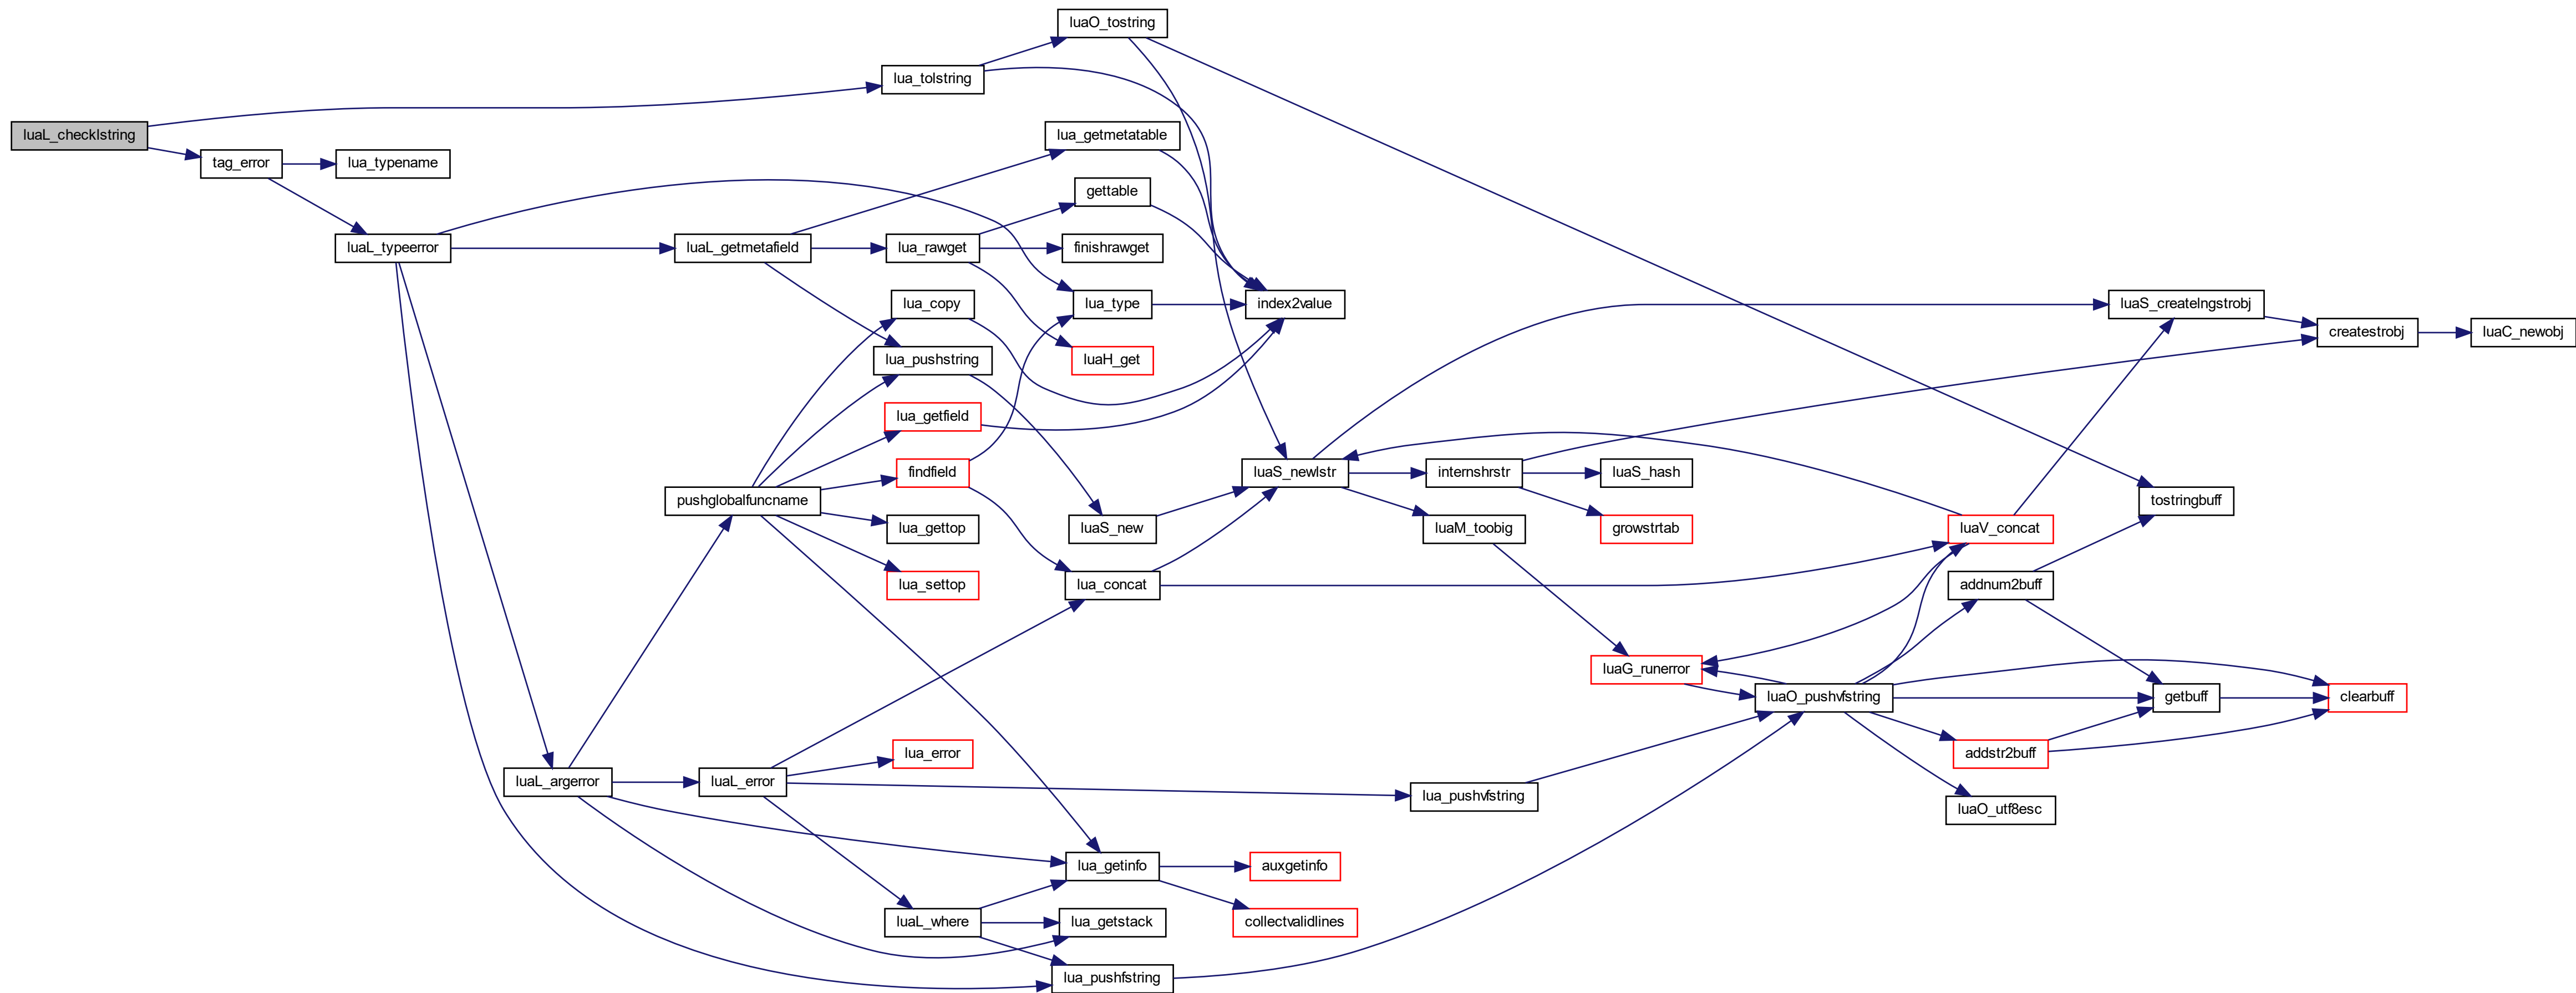 luaO_tostring
lua_tolstring
luaL_checklstring
lua_getmetatable
tag_error
lua_typename
gettable
luaL_typeerror
luaL_getmetafield
lua_rawget
finishrawget
lua_copy
lua_type
index2value
luaS_createlngstrobj
createstrobj
luaC_newobj
lua_pushstring
luaH_get
lua_getfield
findfield
luaS_newlstr
internshrstr
luaS_hash
pushglobalfuncname
tostringbuff
lua_gettop
luaS_new
luaM_toobig
growstrtab
luaV_concat
lua_settop
lua_concat
addnum2buff
luaG_runerror
luaO_pushvfstring
getbuff
clearbuff
lua_error
addstr2buff
luaL_argerror
luaL_error
lua_pushvfstring
luaO_utf8esc
lua_getinfo
auxgetinfo
luaL_where
lua_getstack
collectvalidlines
lua_pushfstring